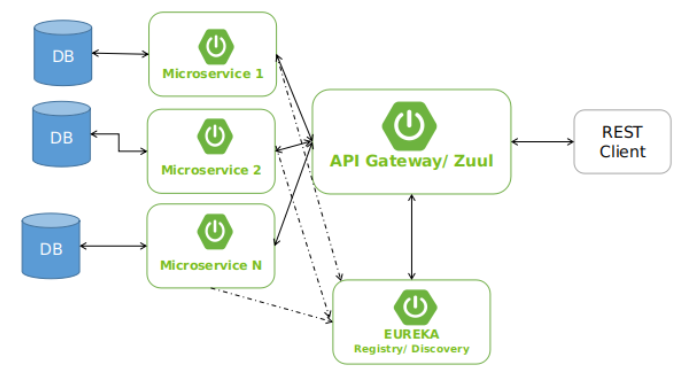 DB
Microservice 1
DB
Microservice 2
DB
Microservice N
API Gateway/ Zuul
REST
Client
EUREKA
Registry/ Discovery